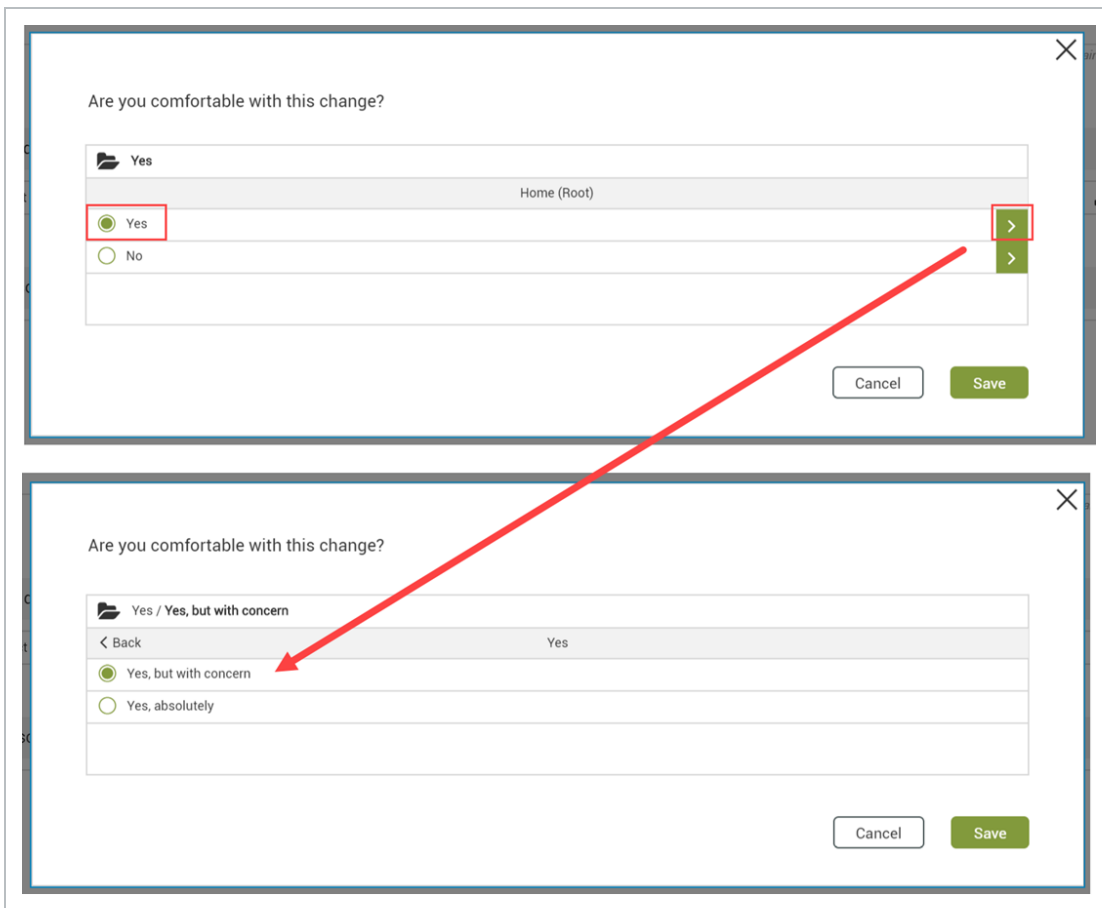 Are you comfortable with this change?
Yes
Home (Root)
Yes
No
Cancel
Save
Are you comfortable with this change?
Yes / Yes, but with concern
Back
Yes
Yes, but with concern
Yes, absolutely
Cancel
Save